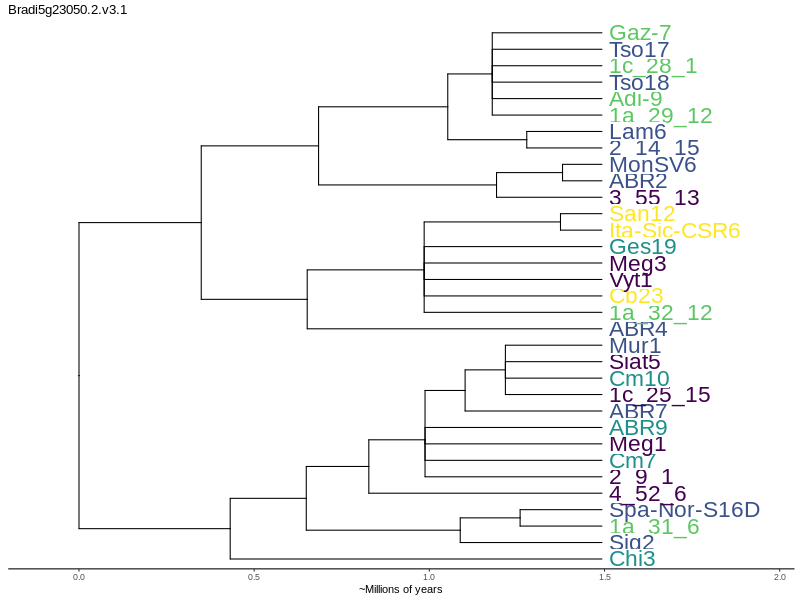 Bradi5g23050.2.v3.1
Gaz-7
Tso17
1c_28_1
Tso18
Adi-9
1a_29_12
Lam6
2_14_15
MonSV6
ABR2
3_55_13
San12
Ita-Sic-CSR6
Ges19
Meg3
Vyt1
Cb23
1a_32_12
ABR4
Mur1
Siat5
Cm10
1c_25_15
ABR7
ABR9
Meg1
Cm7
2_9_1
4_52_6
Spa-Nor-S16D
1a_31_6
Sig2
Chi3
0.0 0.5 1.0 1.5 2.0
~Millions of years